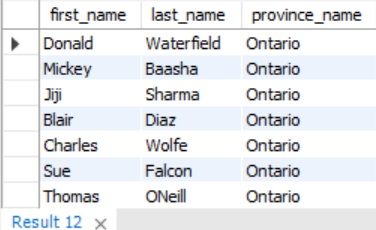 first_name last_name province_name
Donald Waterfield Ontario
Mickey Baasha Ontario
Jiji Sharma Ontario
Blair Diaz Ontario
Charles Wolfe Ontario
Sue Falcon Ontario
Thomas ONeill Ontario
Result 12 ×